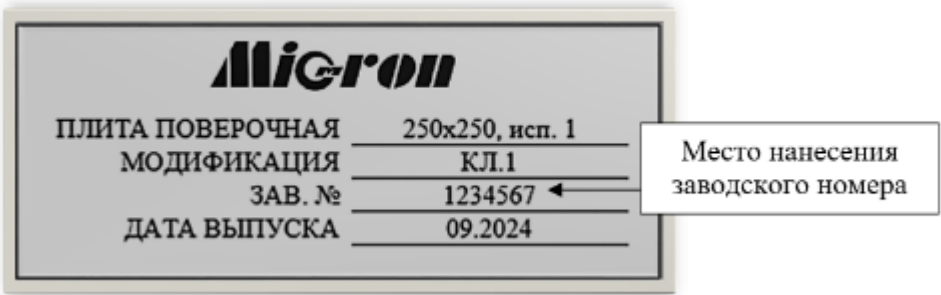 Micron
ПЛИТА ПОВЕРОЧНАЯ 250х250, исп. 1
МОДИФИКАЦИЯ КЛ.1
ЗАВ. № 1234567
ДАТА ВЫПУСКА 09.2024
Место нанесения
заводского номера